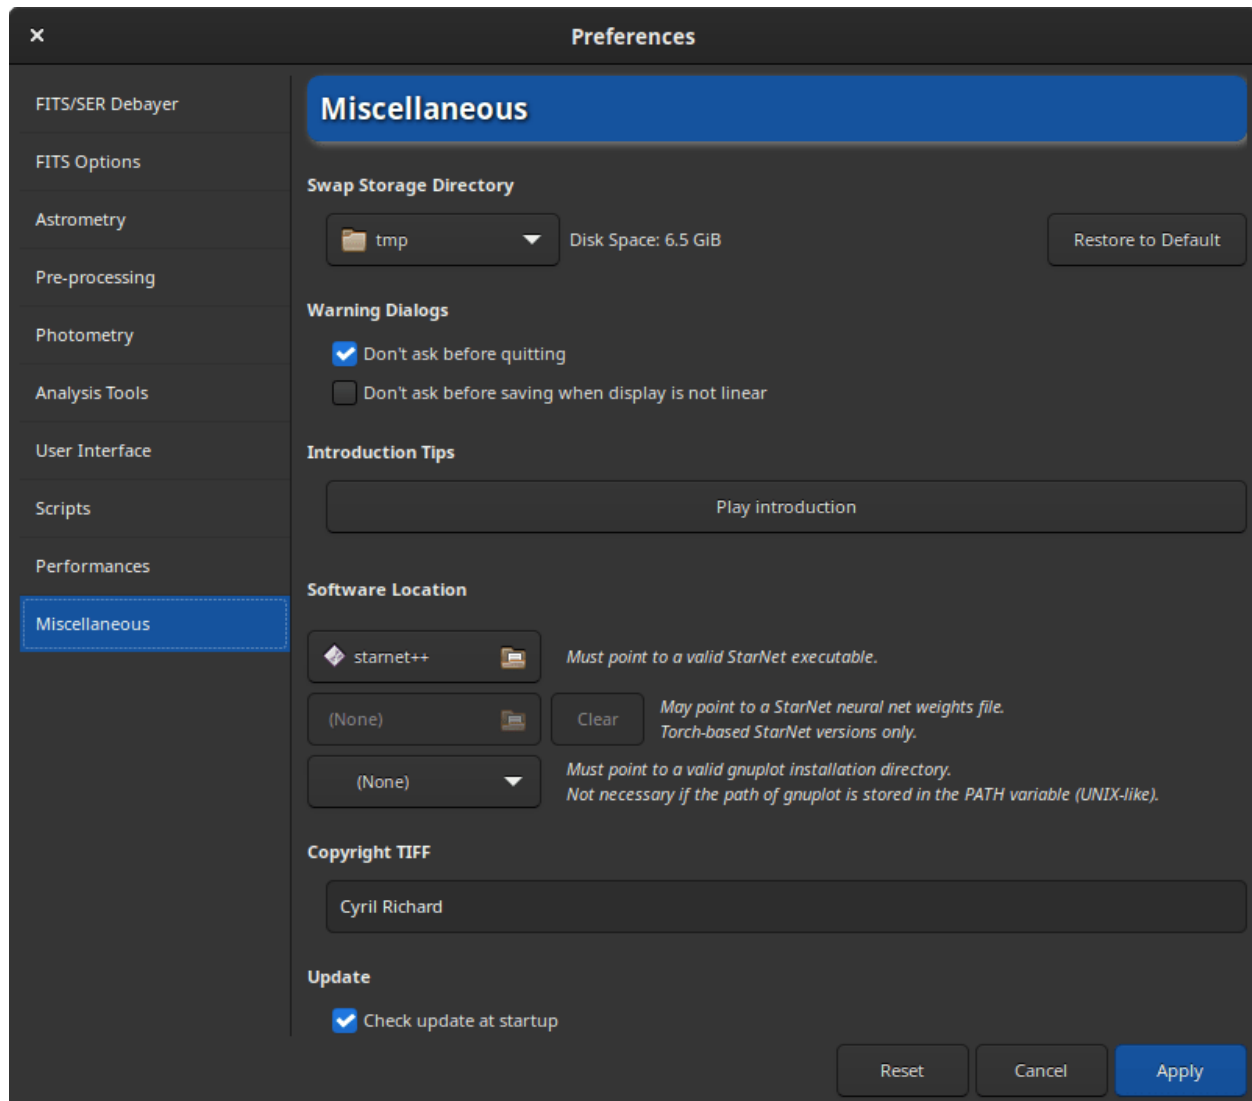 Preferences
FITS/SER Debayer
FITS Options
Astrometry
Pre-processing
Photometry
Analysis Tools
User Interface
Scripts
Performances
Miscellaneous
Miscellaneous
Swap Storage Directory
tmp
Disk Space: 6.5 GiB
Restore to Default
Warning Dialogs
Don't ask before quitting
Don't ask before saving when display is not linear
Introduction Tips
Play introduction
Software Location
starnet++
Must point to a valid StarNet executable.
(None)
Clear
May point to a StarNet neural net weights file.
Torch-based StarNet versions only.
(None)
Must point to a valid gnuplot installation directory.
Not necessary if the path of gnuplot is stored in the PATH variable (UNIX-like).
Copyright TIFF
Cyril Richard
Update
Check update at startup
Reset
Cancel
Apply